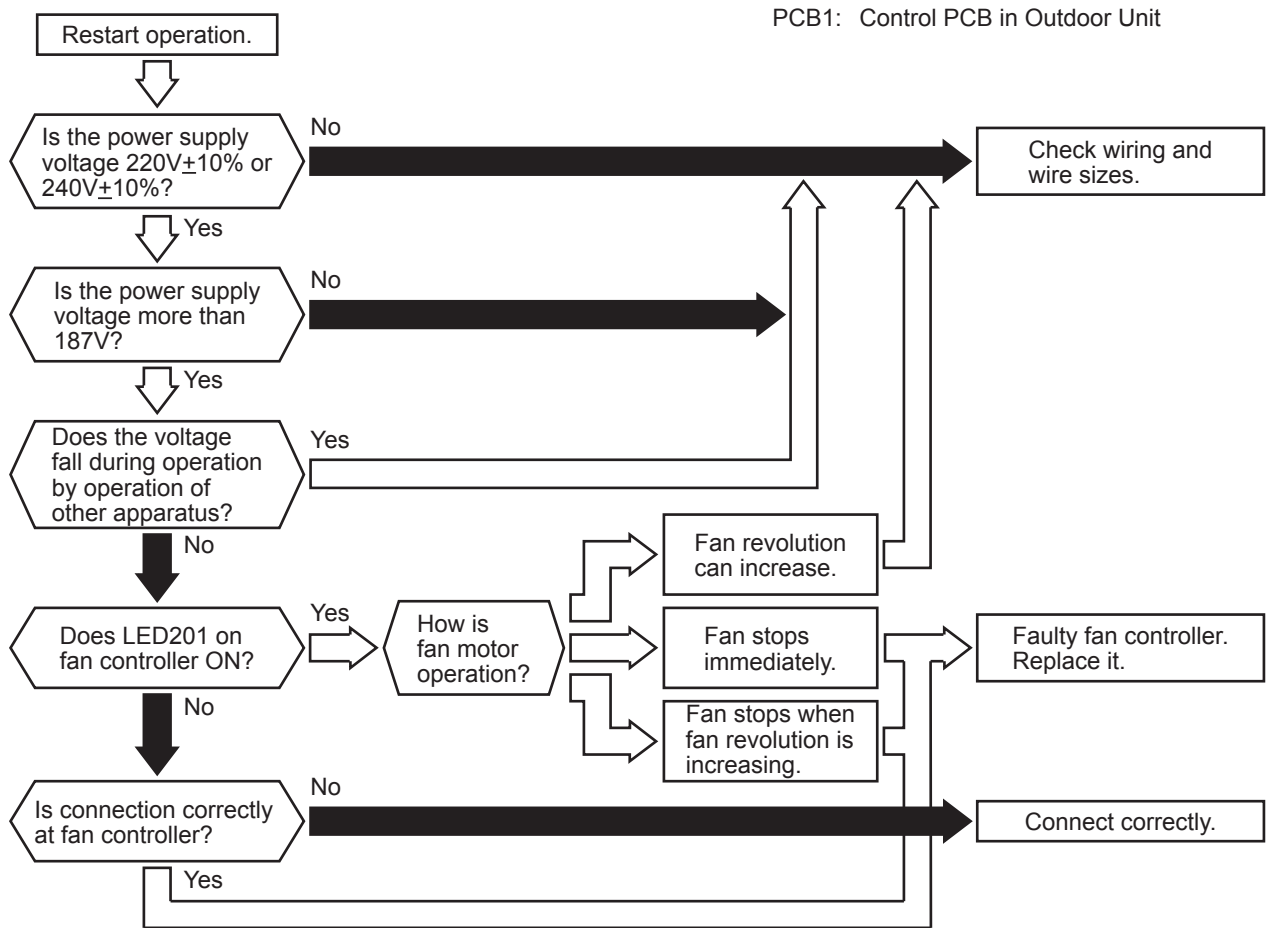 PCB1: Control PCB in Outdoor Unit
Restart operation.
Is the power supply
voltage 220V±10% or
240V±10%?
No
Check wiring and
wire sizes.
Yes
Is the power supply
voltage more than
187V?
No
Yes
Does the voltage
fall during operation
by operation of
other apparatus?
Yes
No
Does LED201 on
fan controller ON?
Yes
How is
fan motor
operation?
Fan revolution
can increase.
Fan stops
immediately.
Fan stops when
fan revolution is
increasing.
Faulty fan controller.
Replace it.
No
Is connection correctly
at fan controller?
No
Connect correctly.
Yes